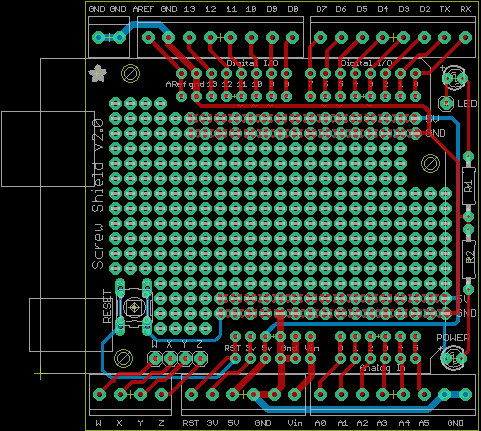 GND GND AREF GND 13 12 11 10 D9 D8 D7 D6 D5 D4 D3 D2 TX RX
Digital I/O Digital I/O
ARef gnd 13 12 11 10
LED
5V
GND
Screw Shield v2.0
R1
R2
RESET
5V
GND
POWER
W X Y Z
RST 3v 5v Gnd Vin
Analog In
W X Y Z RST 3V 5V GND Vin A0 A1 A2 A3 A4 A5 GND